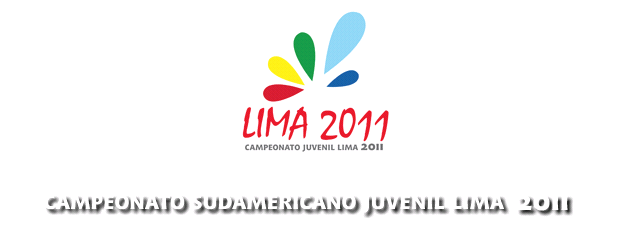 LIMA 2011
CAMPEONATO JUVENIL LIMA 2011
CAMPEONATO SUDAMERICANO JUVENIL LIMA 2011